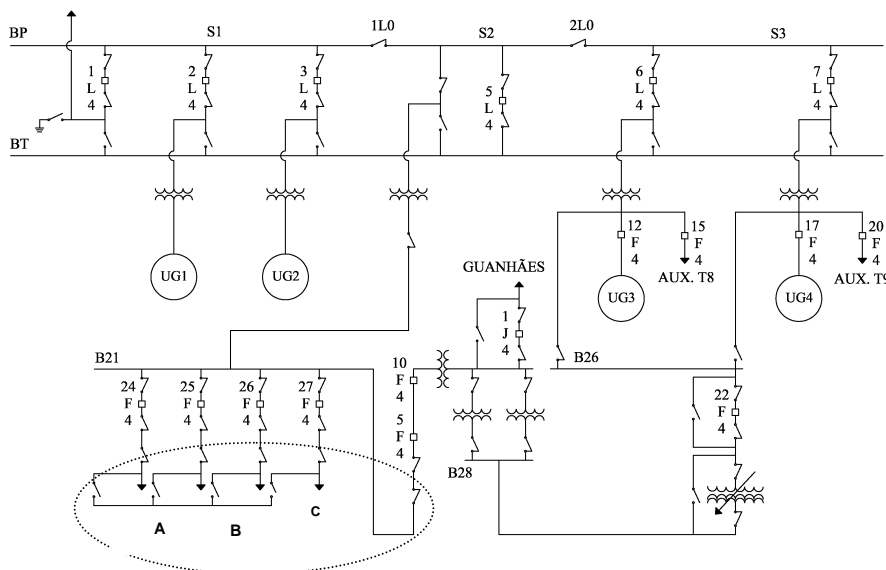 BP S1 1L0 S2 2L0 S3
1 L 4
2 L 4
3 L 4
5 L 4
6 L 4
7 L 4
BT
UG1
UG2
12 F 4
15 F 4
17 F 4
20 F 4
UG3
AUX. T8
UG4
AUX. T9
GUANHÃES
1 J 4
B21
B26
24 F 4
25 F 4
26 F 4
27 F 4
10 F 4
5 F 4
22 F 4
B28
A B C